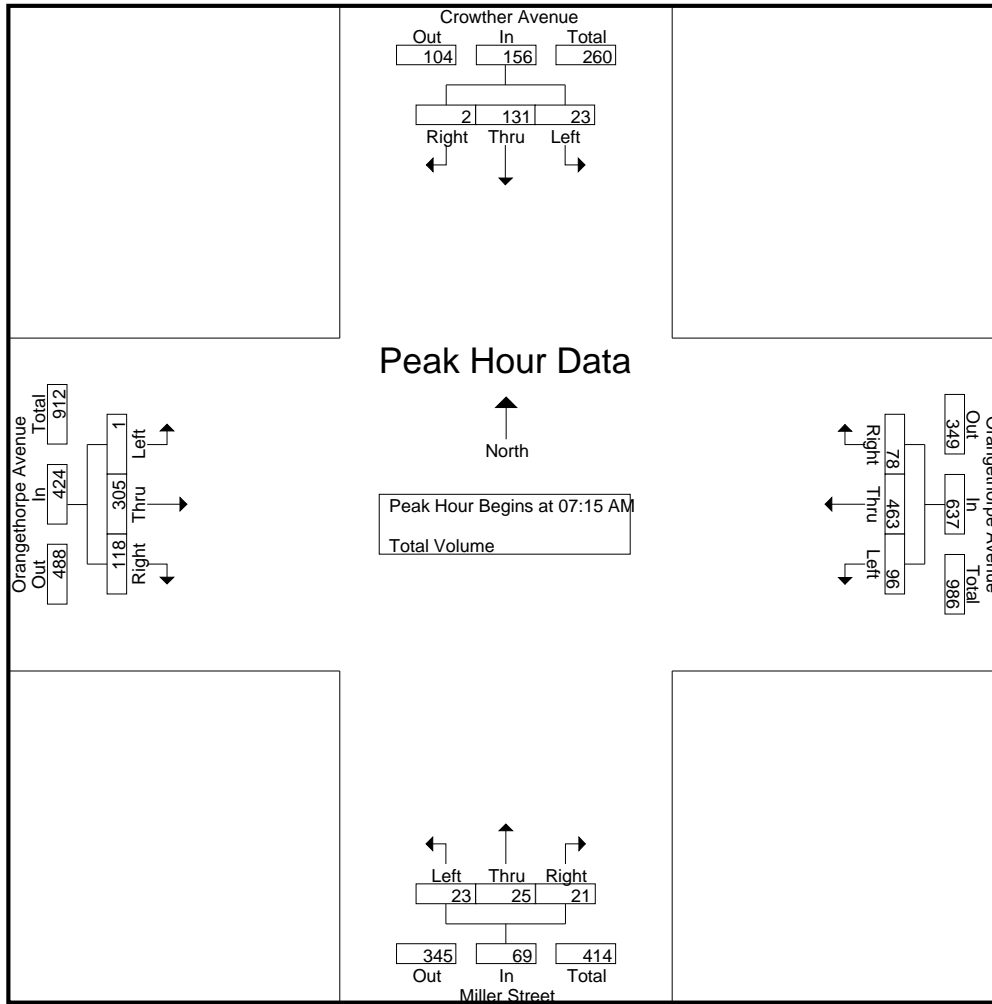 Crowther Avenue
Out In Total
104 156 260
2 131 23
Right Thru Left
Peak Hour Data
North
Peak Hour Begins at 07:15 AM
Total Volume
Orangethorpe Avenue
Total In Out
912 424 488
1 305 118
Left Thru Right
Orangethorpe Avenue
Out In Total
349 637 986
78 463 96
Right Thru Left
Left Thru Right
23 25 21
345 69 414
Out In Total
Miller Street